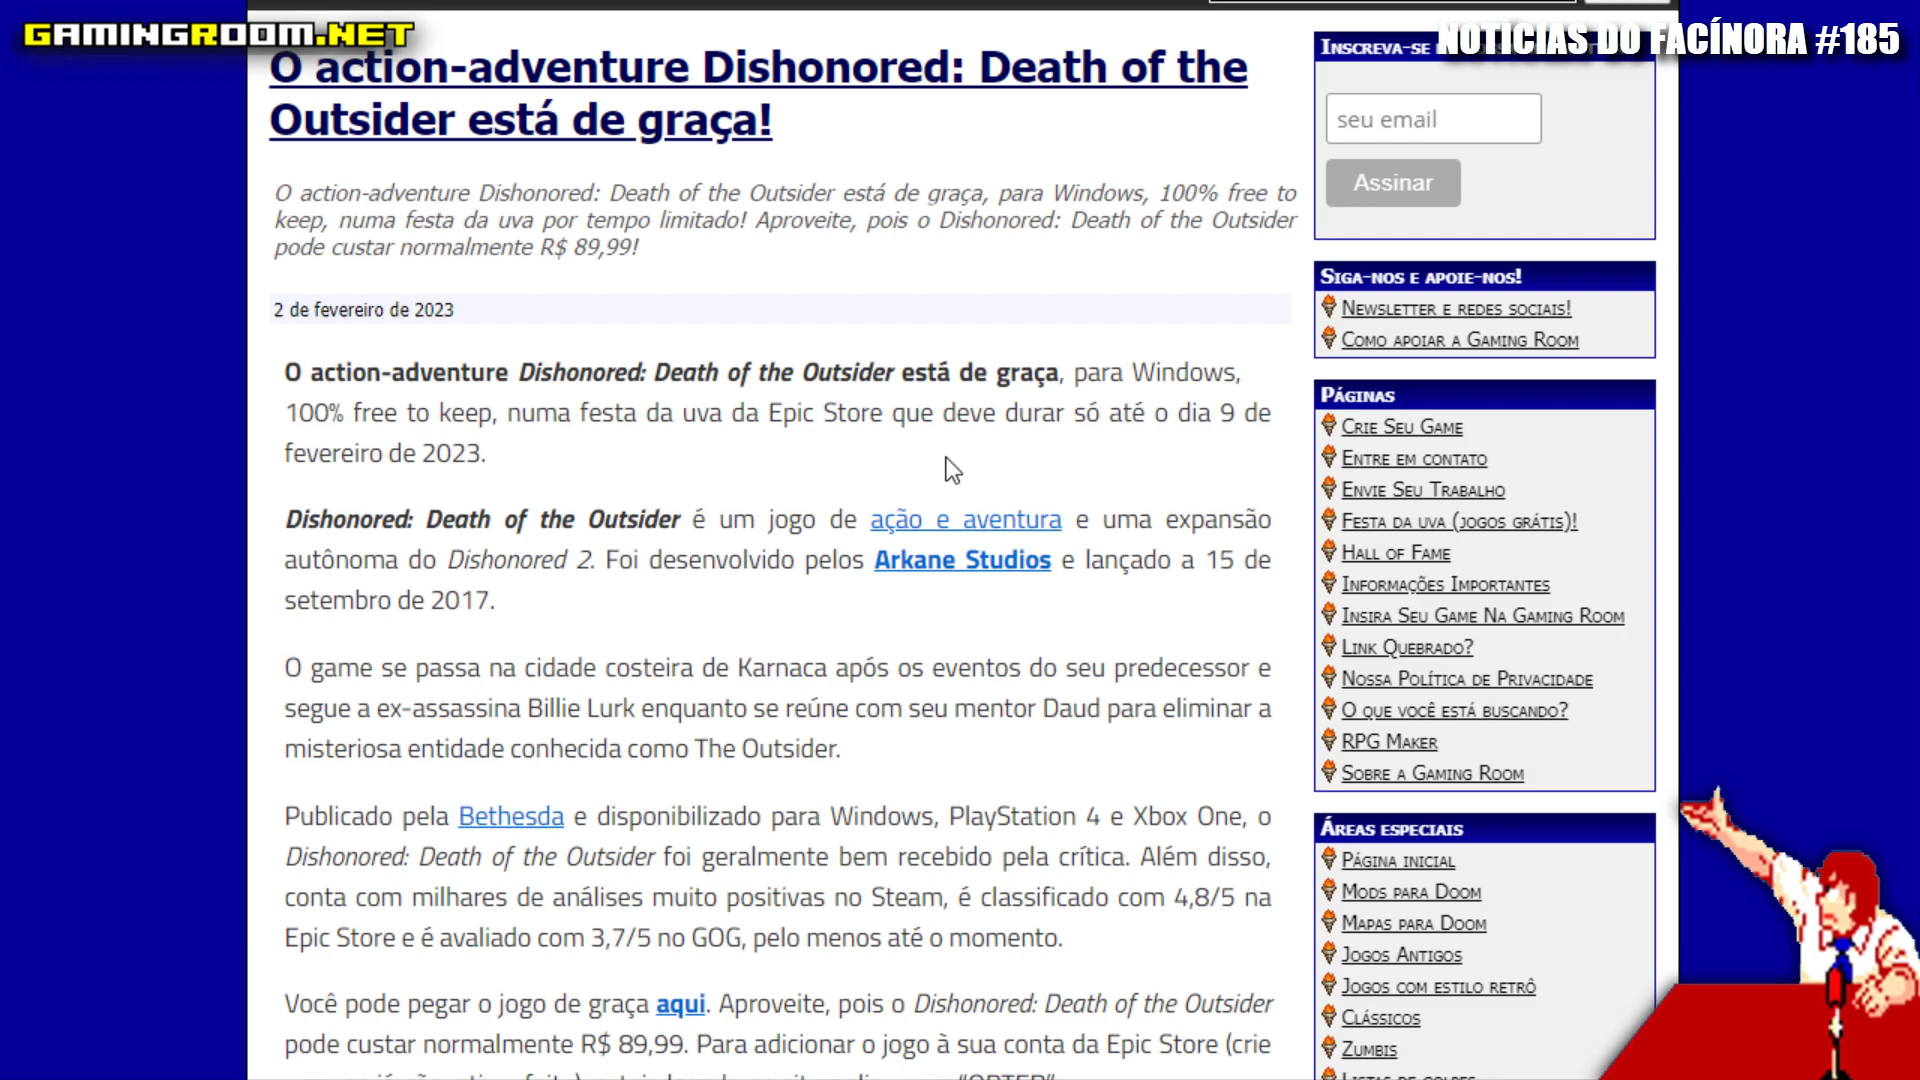 GAMINGROOM.NET
NOTÍCIAS DO FACÍNORA #185
O action-adventure Dishonored: Death of the
Outsider está de graça!
O action-adventure Dishonored: Death of the Outsider está de graça, para Windows, 100% free to
keep, numa festa da uva por tempo limitado! Aproveite, pois o Dishonored: Death of the Outsider
pode custar normalmente R$ 89,99!
2 de fevereiro de 2023
O action-adventure Dishonored: Death of the Outsider está de graça, para Windows,
100% free to keep, numa festa da uva da Epic Store que deve durar só até o dia 9 de
fevereiro de 2023.
Dishonored: Death of the Outsider é um jogo de ação e aventura e uma expansão
autônoma do Dishonored 2. Foi desenvolvido pelos Arkane Studios e lançado a 15 de
setembro de 2017.
O game se passa na cidade costeira de Karnaca após os eventos do seu predecessor e
segue a ex-assassina Billie Lurk enquanto se reúne com seu mentor Daud para eliminar a
misteriosa entidade conhecida como The Outsider.
Publicado pela Bethesda e disponibilizado para Windows, PlayStation 4 e Xbox One, o
Dishonored: Death of the Outsider foi geralmente bem recebido pela crítica. Além disso,
conta com milhares de análises muito positivas no Steam, é classificado com 4,8/5 na
Epic Store e é avaliado com 3,7/5 no GOG, pelo menos até o momento.
Você pode pegar o jogo de graça aqui. Aproveite, pois o Dishonored: Death of the Outsider
pode custar normalmente R$ 89,99. Para adicionar o jogo à sua conta da Epic Store (crie
Inscreva-se
seu email
Assinar
Siga-nos e apoie-nos!
Newsletter e redes sociais!
Como apoiar a Gaming Room
Páginas
Crie Seu Game
Entre em contato
Envie Seu Trabalho
Festa da uva (jogos grátis)!
Hall of Fame
Informações Importantes
Insira Seu Game Na Gaming Room
Link Quebrado?
Nossa Política de Privacidade
O que você está buscando?
RPG Maker
Sobre a Gaming Room
Áreas especiais
Página inicial
Mods para Doom
Mapas para Doom
Jogos Antigos
Jogos com estilo retrô
Clássicos
Zumbis